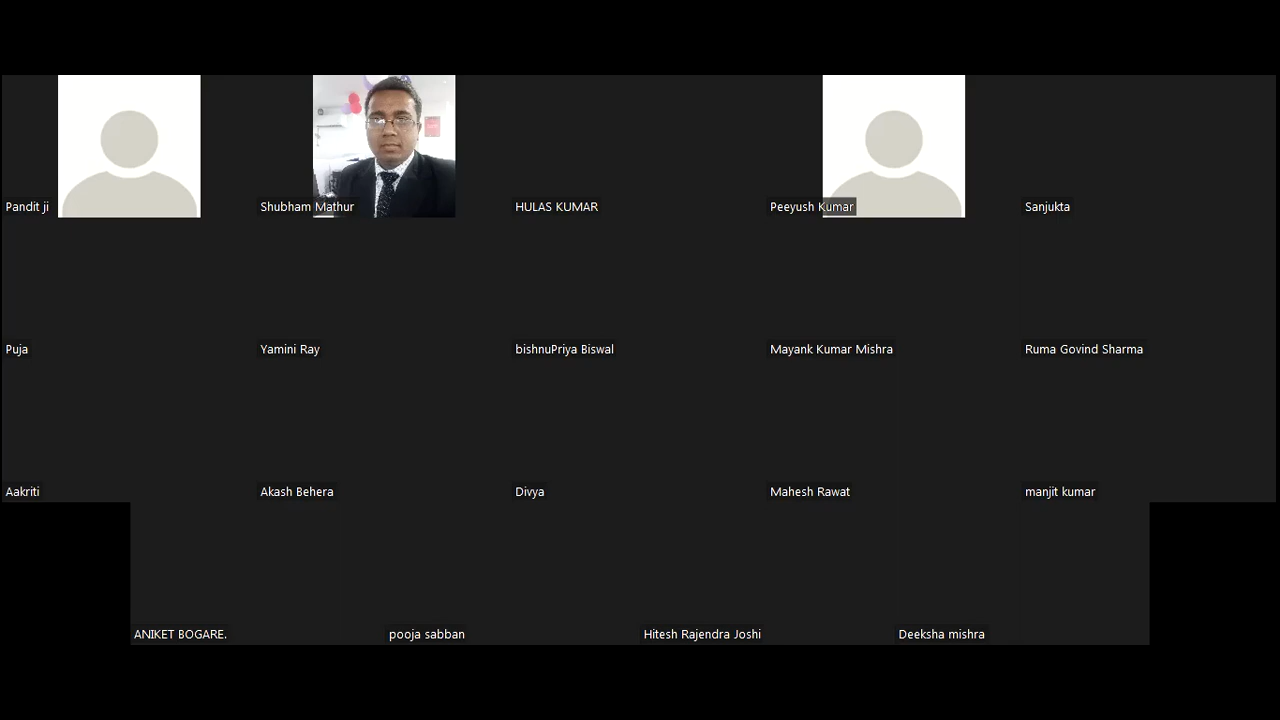 Pandit ji
Shubham Mathur
HULAS KUMAR
Peeyush Kumar
Sanjukta
Puja
Yamini Ray
bishnuPriya Biswal
Mayank Kumar Mishra
Ruma Govind Sharma
Aakriti
Akash Behera
Divya
Mahesh Rawat
manjit kumar
ANIKET BOGARE.
pooja sabban
Hitesh Rajendra Joshi
Deeksha mishra